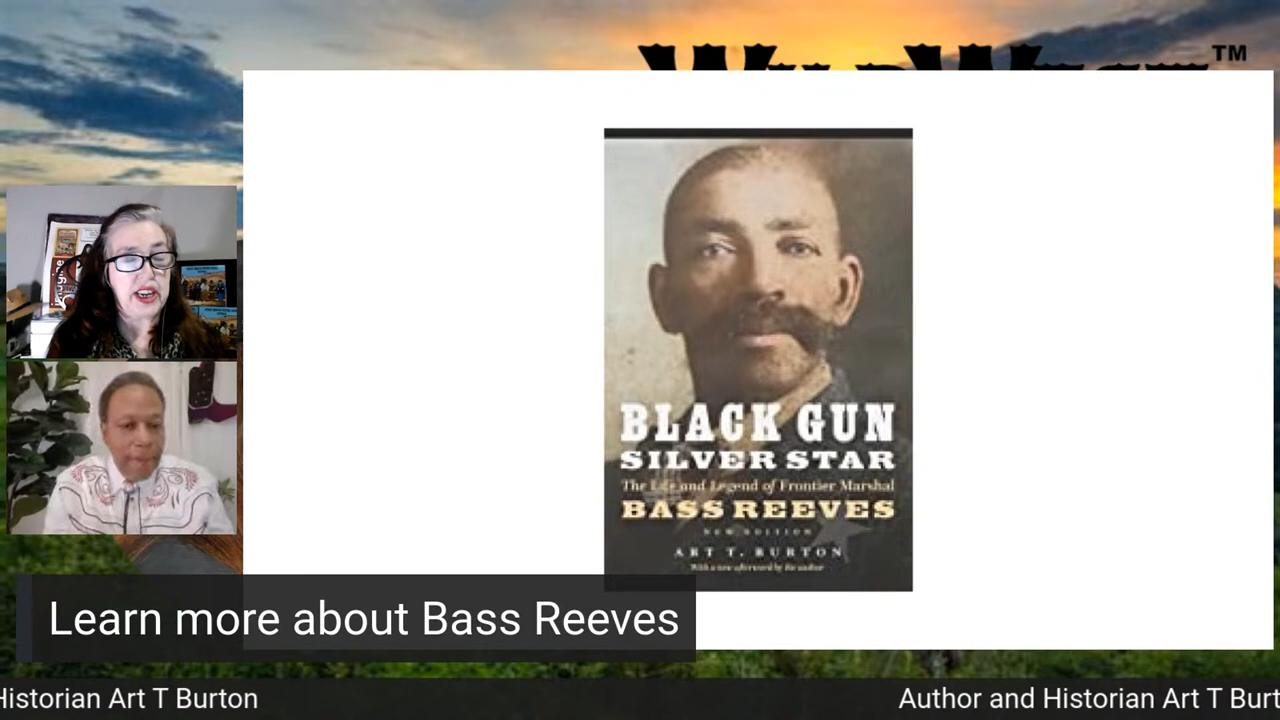 TM
BLACK GUN
SILVER STAR
The Life and Legend of Frontier Marshal
BASS REEVES
NEW EDITION
ART T. BURTON
With a new afterword by the author
Learn more about Bass Reeves
Historian Art T Burton
Author and Historian Art T Burt